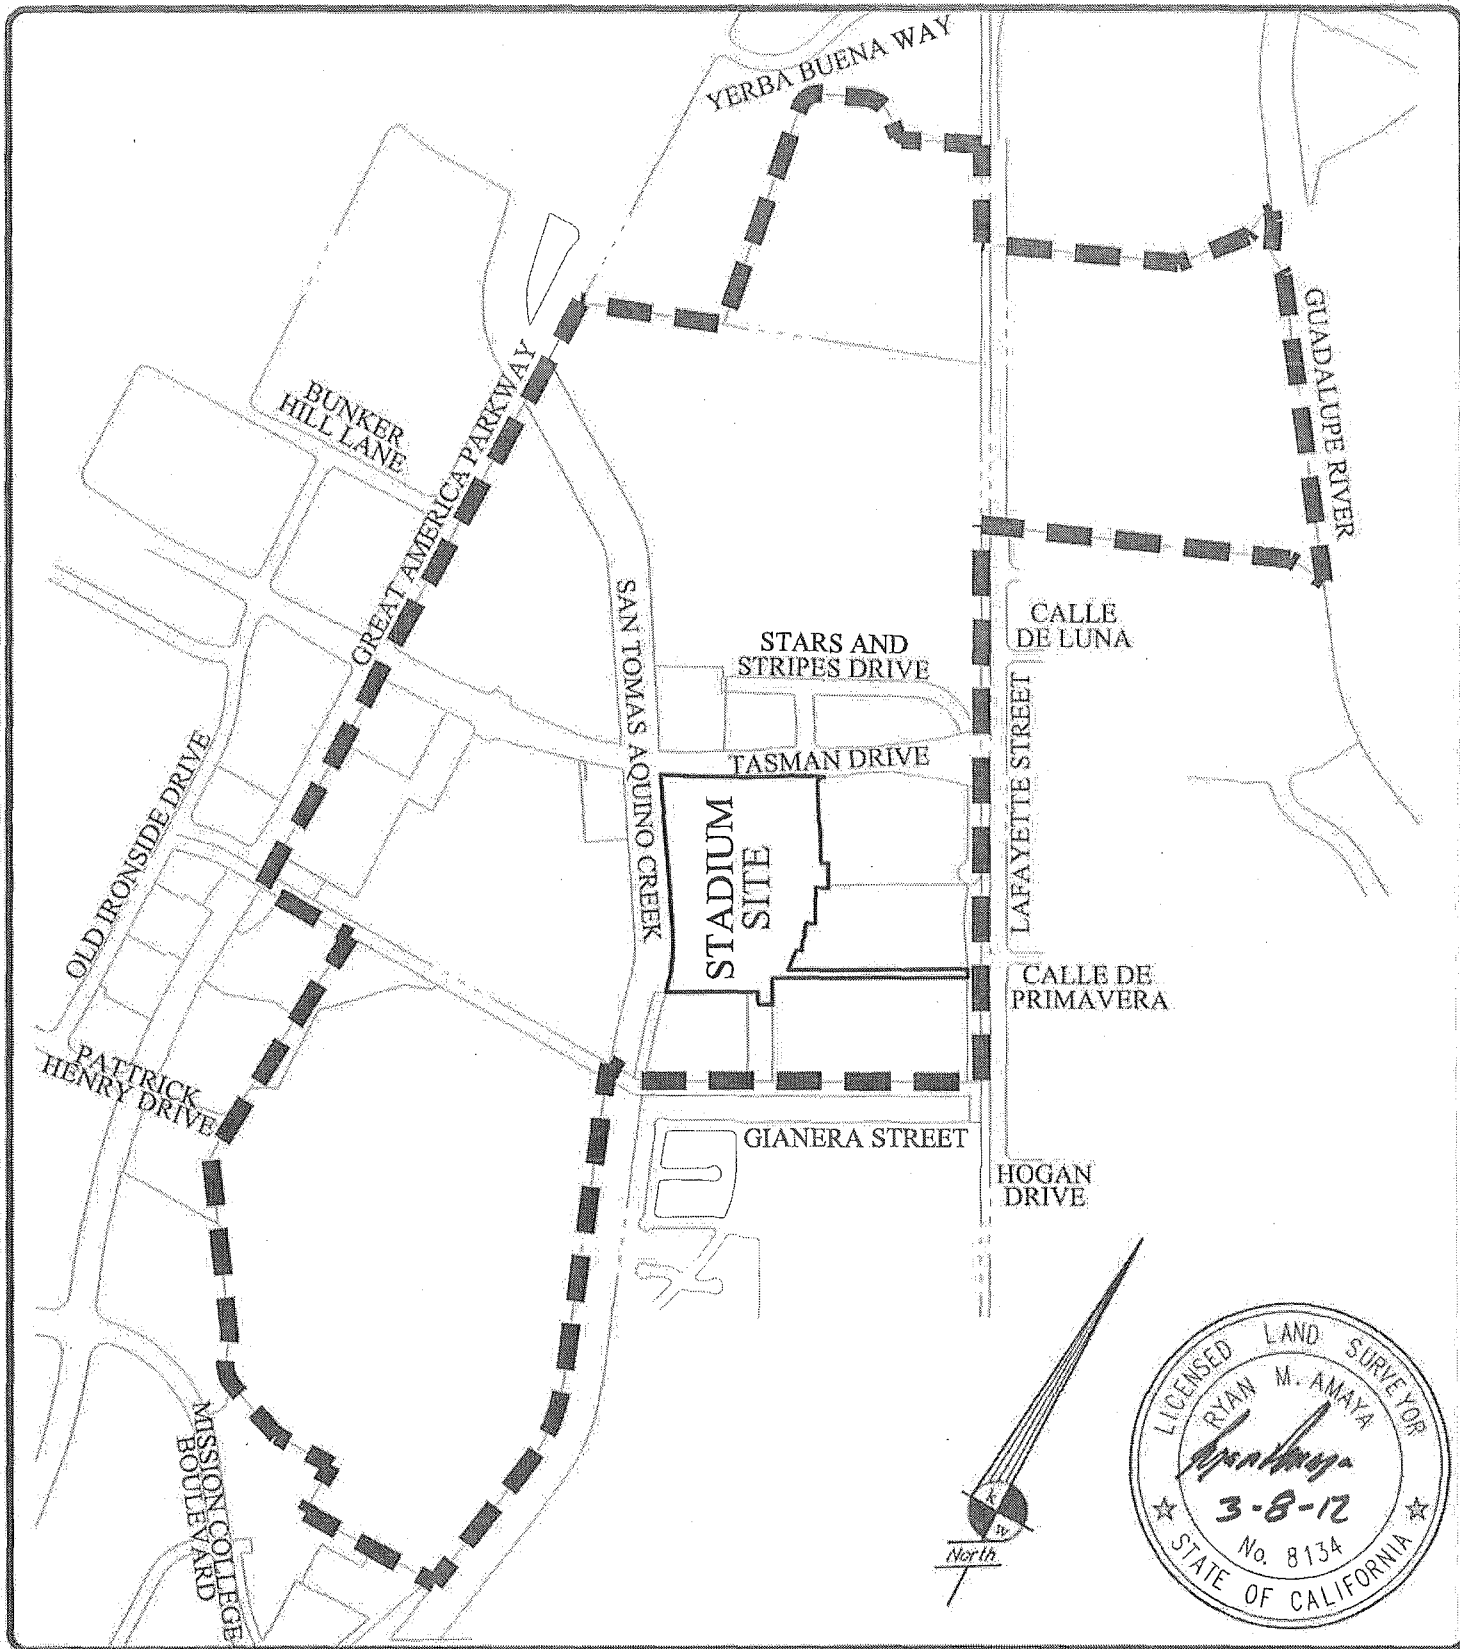 YERBA BUENA WAY
GUADALUPE RIVER
BUNKER
HILL LANE
GREAT AMERICA PARKWAY
SAN TOMAS AQUINO CREEK
STARS AND
STRIPES DRIVE
CALLE
DE LUNA
TASMAN DRIVE
LAFAYETTE STREET
OLD IRONSIDE DRIVE
STADIUM
SITE
CALLE DE
PRIMAVERA
PATTRICK
HENRY DRIVE
GIANERA STREET
HOGAN
DRIVE
MISSION COLLEGE
BOULEVARD
North
K
W
LICENSED LAND SURVEYOR
RYAN M. AMAYA
3-8-12
No. 8134
STATE OF CALIFORNIA